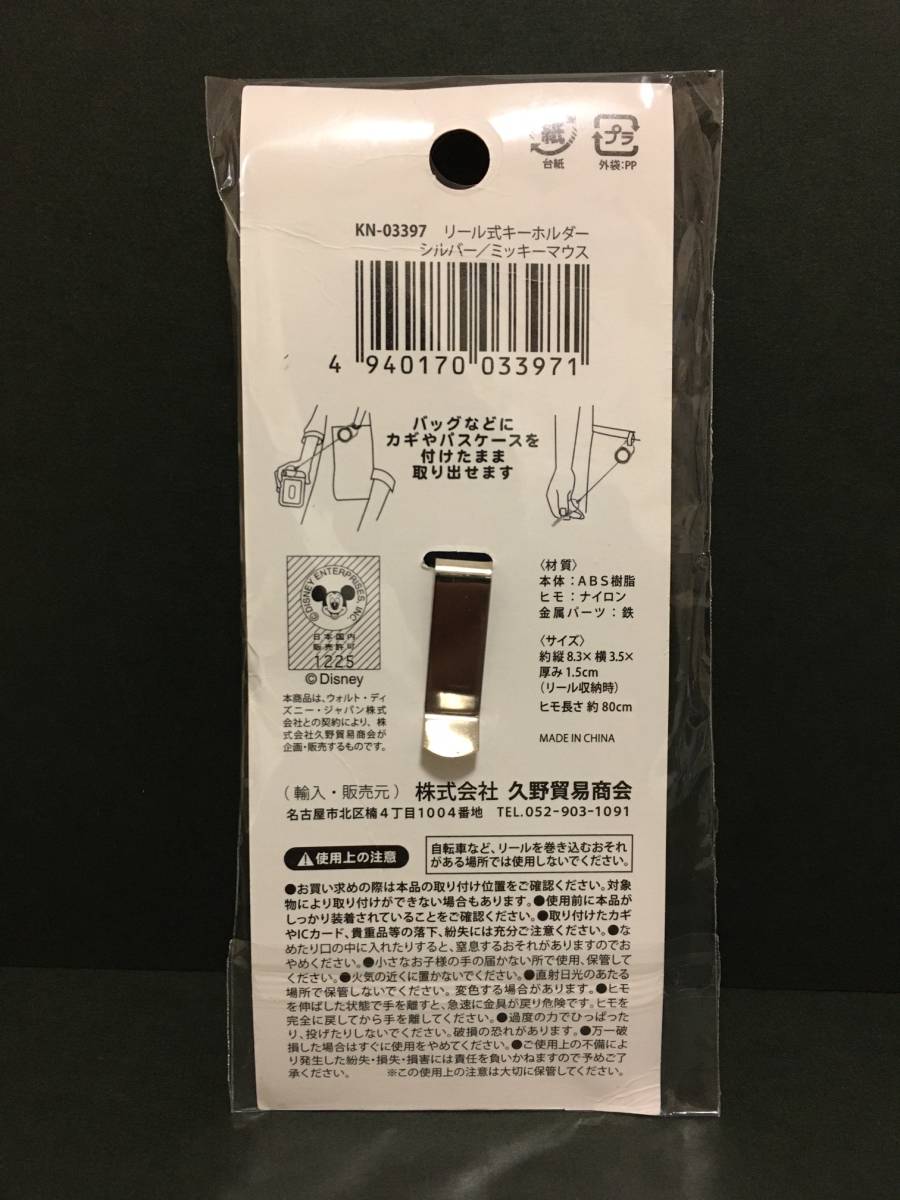 紙
台紙
プラ
外袋:PP
KN-03397 リール式キーホルダー
シルバー／ミッキーマウス
4 940170 033971
バッグなどに
カギやパスケースを
付けたまま
取り出せます
©DISNEY ENTERPRISES, INC.
日本国内
販売許可
1225
©Disney
本商品は、ウォルト・ディ
ズニー・ジャパン株式
会社との契約により、株
式会社久野貿易商会が
企画・販売するものです。
〈材質〉
本体：ABS樹脂
ヒモ：ナイロン
金属パーツ：鉄
〈サイズ〉
約縦8.3×横3.5×
厚み1.5cm
（リール収納時）
ヒモ長さ 約80cm
MADE IN CHINA
（輸入・販売元） 株式会社 久野貿易商会
名古屋市北区楠4丁目1004番地 TEL.052-903-1091
使用上の注意
自転車など、リールを巻き込むおそれ
がある場所では使用しないでください。
●お買い求めの際は本品の取り付け位置をご確認ください。対象
物により取り付けができない場合もあります。●使用前に本品が
しっかり装着されていることをご確認ください。●取り付けたカギ
やICカード、貴重品等の落下、紛失には充分ご注意ください。●な
めたり口の中に入れたりすると、窒息するおそれがありますのでお
やめください。●小さなお子様の手の届かない所で使用、保管して
ください。●火気の近くに置かないでください。●直射日光のあたる
場所で保管しないでください。変色する場合があります。●ヒモ
を伸ばした状態で手を離すと、急速に金具が戻り危険です。ヒモを
完全に戻してから手を離してください。●過度の力でひっぱった
り、投げたりしないでください。破損の恐れがあります。●万一破
損した場合はすぐに使用をやめてください。●ご使用上の不備によ
り発生した紛失・損失・損害には責任を負いかねますので予めご了
承ください。 ※この使用上の注意は大切に保管してください。